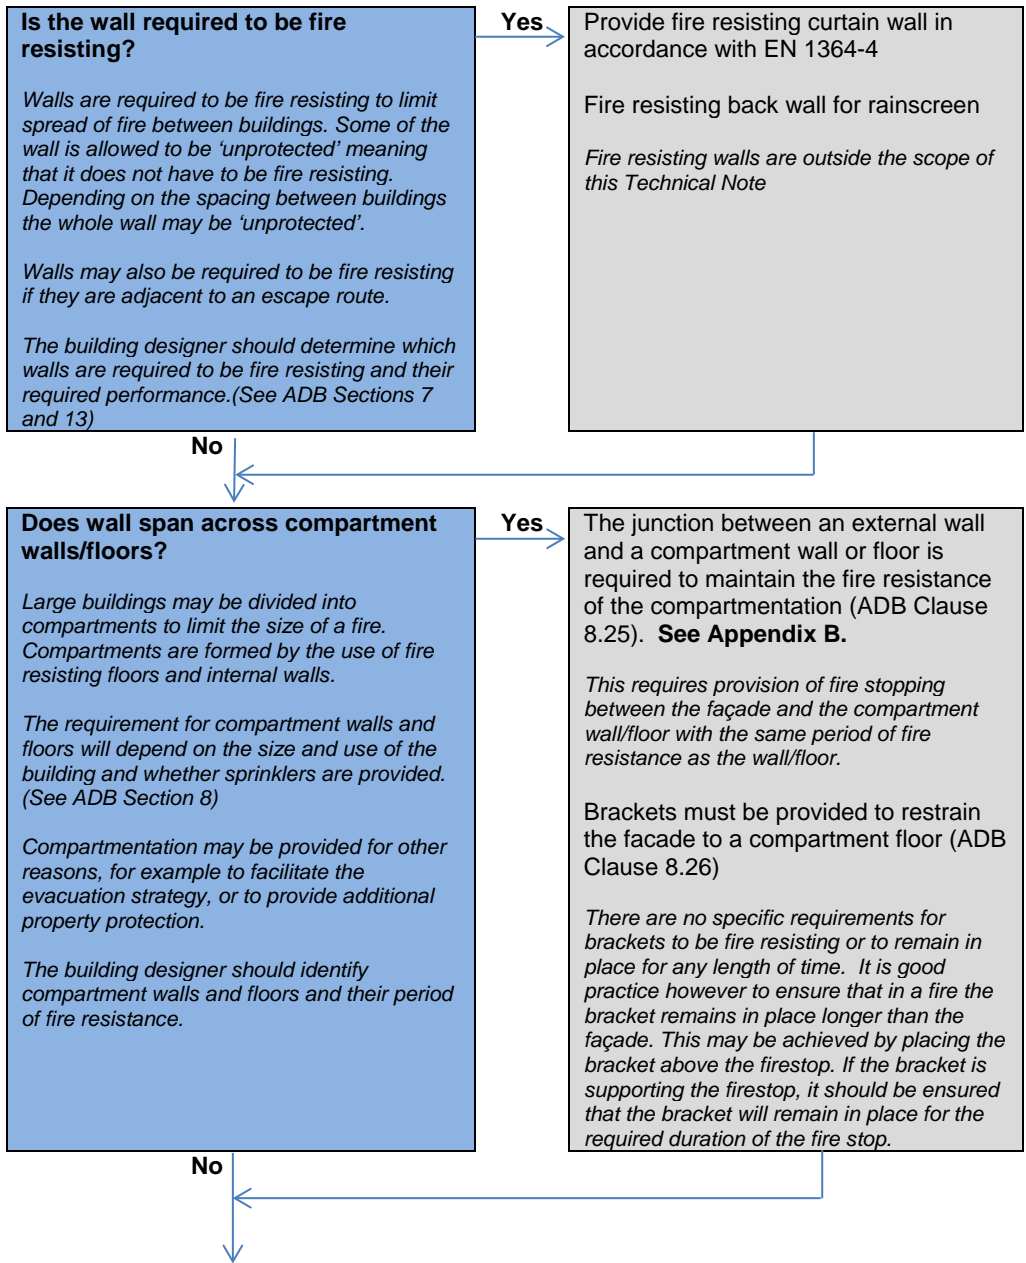 Is the wall required to be fire
resisting?
Walls are required to be fire resisting to limit
spread of fire between buildings. Some of the
wall is allowed to be ‘unprotected’ meaning
that it does not have to be fire resisting.
Depending on the spacing between buildings
the whole wall may be ‘unprotected’.
Walls may also be required to be fire resisting
if they are adjacent to an escape route.
The building designer should determine which
walls are required to be fire resisting and their
required performance.(See ADB Sections 7
and 13)
Yes
Provide fire resisting curtain wall in
accordance with EN 1364-4
Fire resisting back wall for rainscreen
Fire resisting walls are outside the scope of
this Technical Note
No
Does wall span across compartment
walls/floors?
Large buildings may be divided into
compartments to limit the size of a fire.
Compartments are formed by the use of fire
resisting floors and internal walls.
The requirement for compartment walls and
floors will depend on the size and use of the
building and whether sprinklers are provided.
(See ADB Section 8)
Compartmentation may be provided for other
reasons, for example to facilitate the
evacuation strategy, or to provide additional
property protection.
The building designer should identify
compartment walls and floors and their period
of fire resistance.
Yes
The junction between an external wall
and a compartment wall or floor is
required to maintain the fire resistance
of the compartmentation (ADB Clause
8.25). See Appendix B.
This requires provision of fire stopping
between the façade and the compartment
wall/floor with the same period of fire
resistance as the wall/floor.
Brackets must be provided to restrain
the facade to a compartment floor (ADB
Clause 8.26)
There are no specific requirements for
brackets to be fire resisting or to remain in
place for any length of time. It is good
practice however to ensure that in a fire the
bracket remains in place longer than the
façade. This may be achieved by placing the
bracket above the firestop. If the bracket is
supporting the firestop, it should be ensured
that the bracket will remain in place for the
required duration of the fire stop.
No